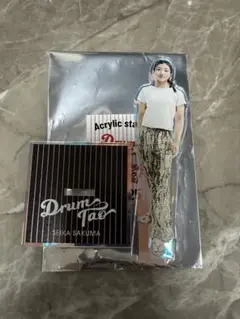 Acrylic sta
Drum
Tao
SEIKA SAKUMA